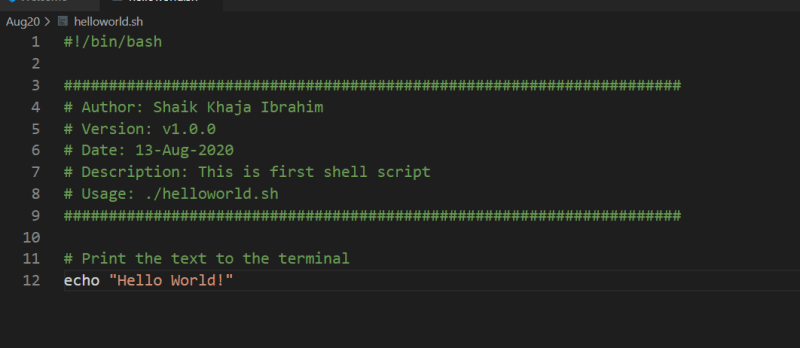 Aug20 > helloworld.sh
1 #!/bin/bash
2
3 #####################################################################
4 # Author: Shaik Khaja Ibrahim
5 # Version: v1.0.0
6 # Date: 13-Aug-2020
7 # Description: This is first shell script
8 # Usage: ./helloworld.sh
9 #####################################################################
10
11 # Print the text to the terminal
12 echo "Hello World!"